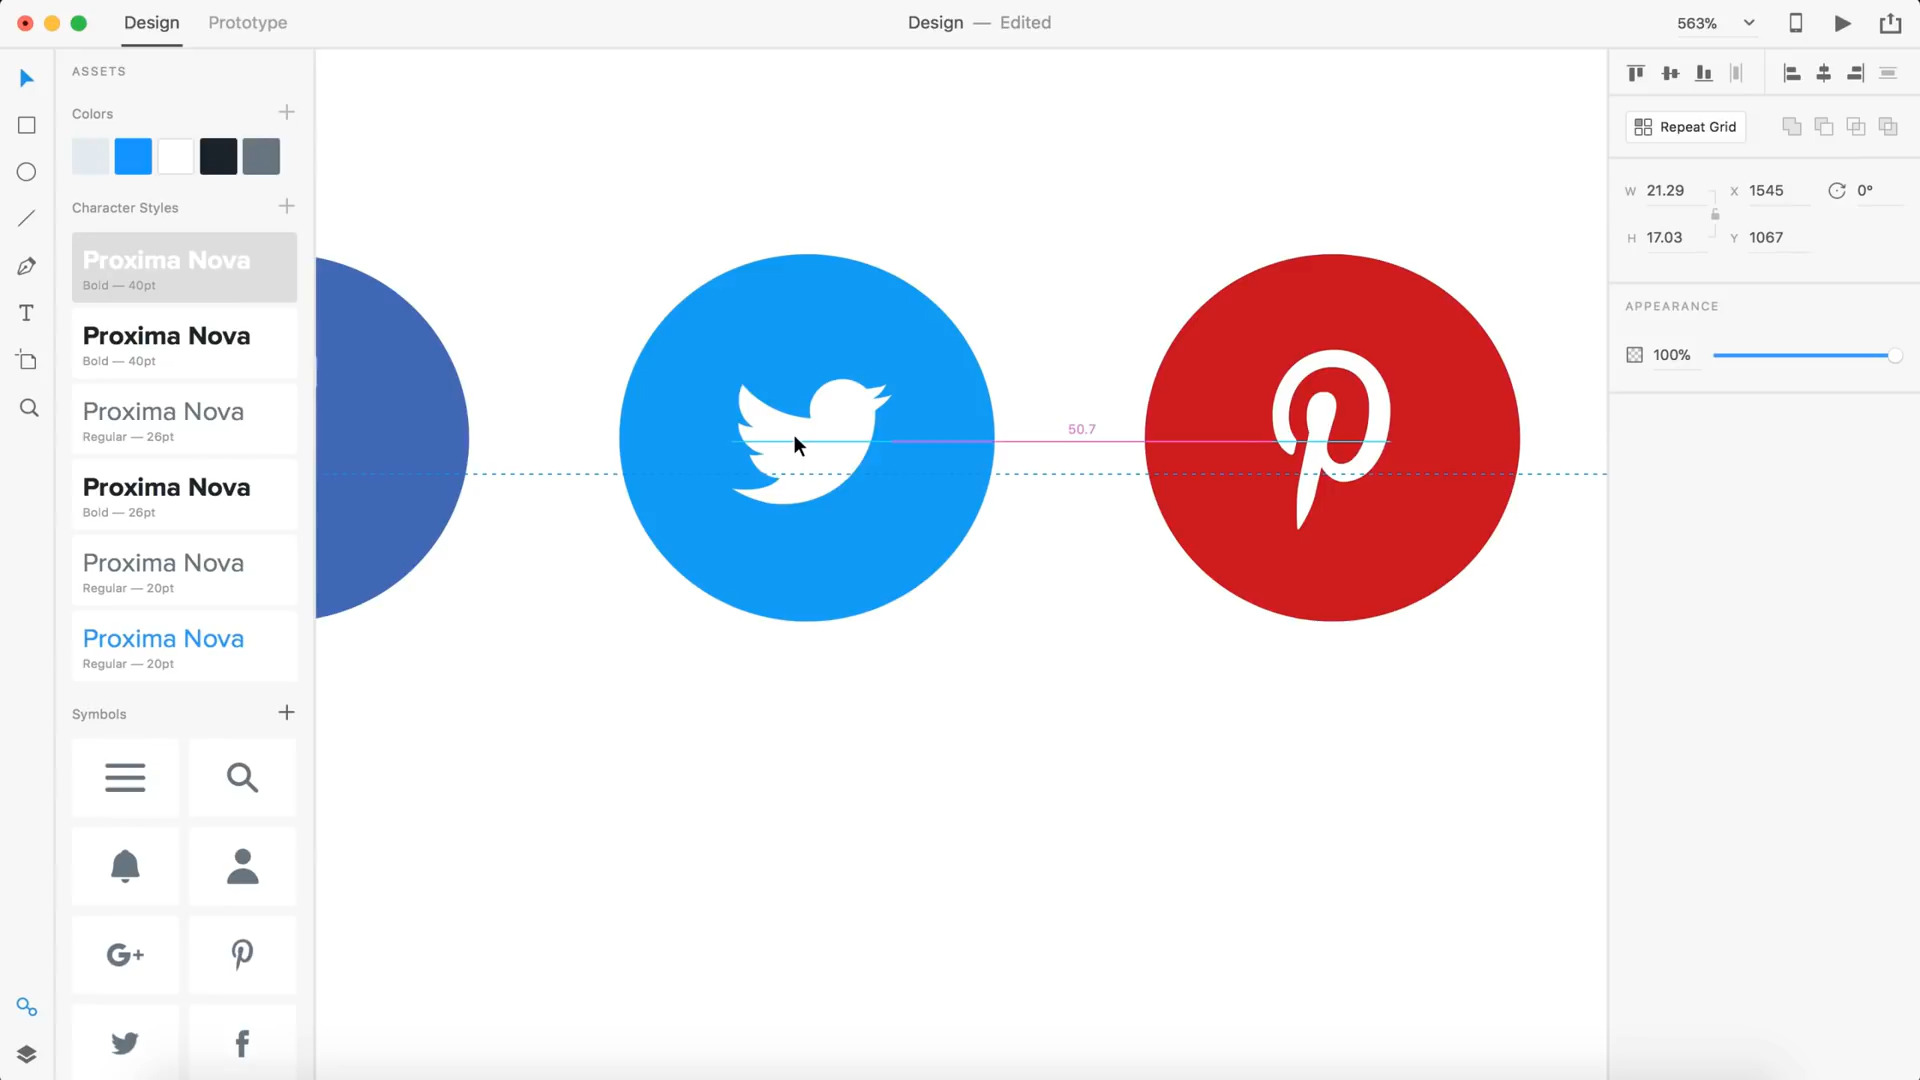 Design Prototype Design — Edited 563%
ASSETS
Colors
Character Styles
Proxima Nova
Bold — 40pt
Proxima Nova
Bold — 40pt
Proxima Nova
Regular — 26pt
Proxima Nova
Bold — 26pt
Proxima Nova
Regular — 20pt
Proxima Nova
Regular — 20pt
Symbols
G+
50.7
Repeat Grid
W 21.29 X 1545 0°
H 17.03 Y 1067
APPEARANCE
100%